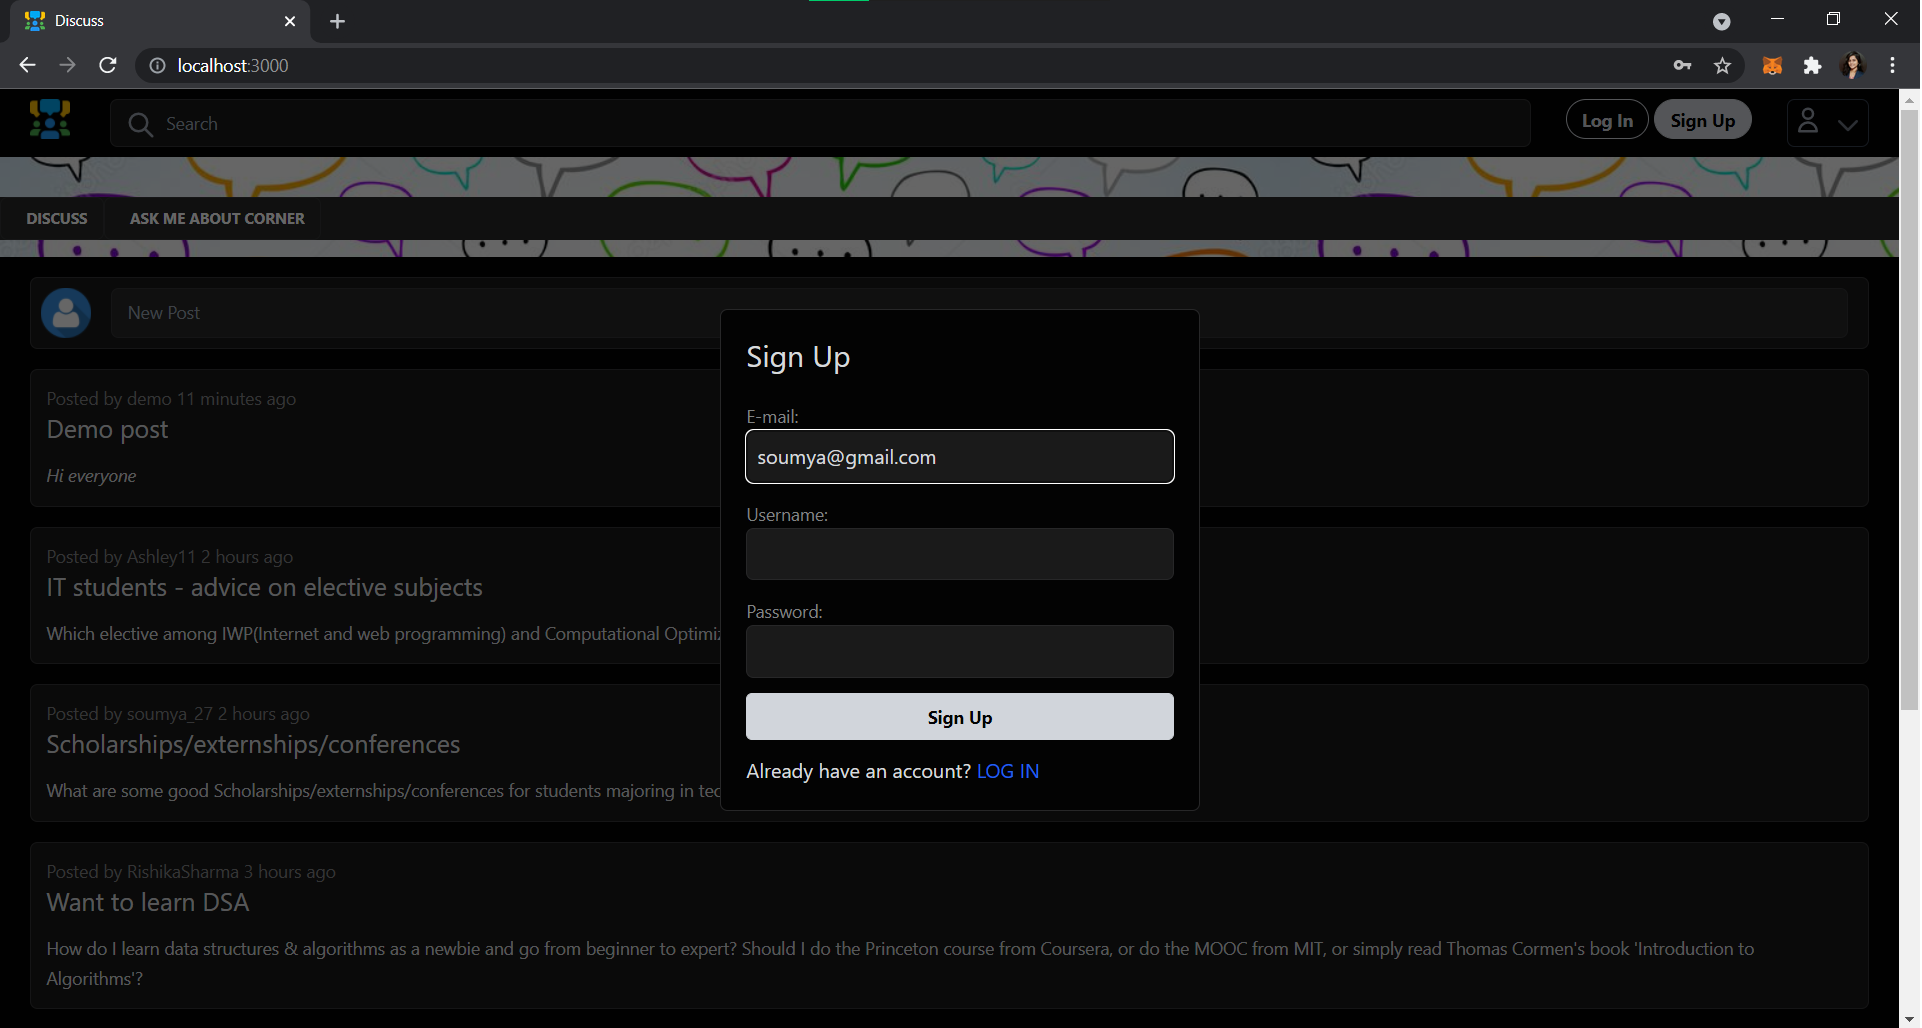 Discuss
localhost:3000
Search
Log In
Sign Up
DISCUSS
ASK ME ABOUT CORNER
New Post
Posted by demo 11 minutes ago
Demo post
Hi everyone
Posted by Ashley11 2 hours ago
IT students - advice on elective subjects
Which elective among IWP(Internet and web programming) and Computational Optimi
Posted by soumya_27 2 hours ago
Scholarships/externships/conferences
What are some good Scholarships/externships/conferences for students majoring in tec
Posted by RishikaSharma 3 hours ago
Want to learn DSA
How do I learn data structures & algorithms as a newbie and go from beginner to expert? Should I do the Princeton course from Coursera, or do the MOOC from MIT, or simply read Thomas Cormen's book 'Introduction to
Algorithms'?
Sign Up
E-mail:
soumya@gmail.com
Username:
Password:
Sign Up
Already have an account? LOG IN